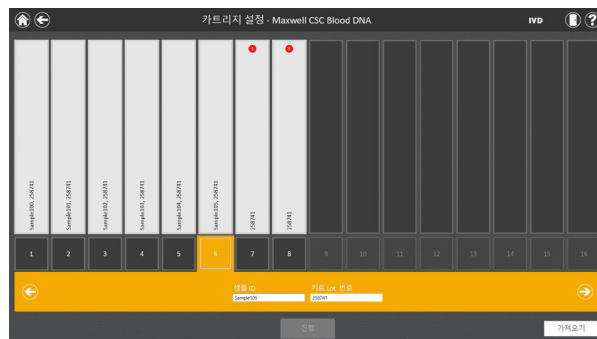 카트리지 설정 - Maxwell CSC Blood DNA
IVD
?
! !
Sample100, 258741
Sample101, 258741
Sample102, 258741
Sample103, 258741
Sample104, 258741
Sample105, 258741
258741
258741
1 2 3 4 5 6 7 8 9 10 11 12 13 14 15 16
샘플 ID 키트 Lot 번호
Sample105 258741
진행 가져오기